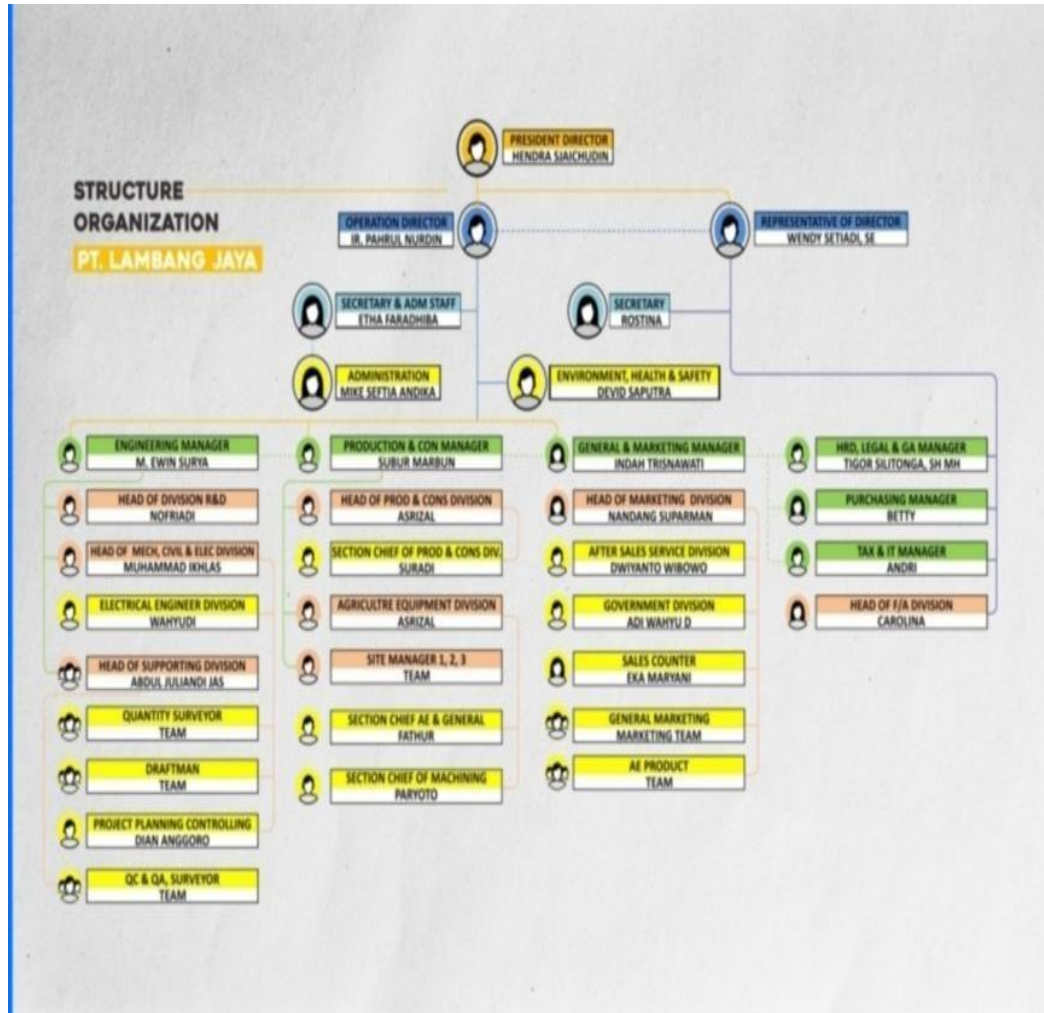 PRESIDENT DIRECTOR
HENDRA SJAICHUDIN
STRUCTURE
ORGANIZATION
PT. LAMBANG JAYA
OPERATION DIRECTOR
IR. PAHRUL NURDIN
REPRESENTATIVE OF DIRECTOR
WENDY SETIADI, SE
SECRETARY & ADM STAFF
ETHA FARADHIBA
SECRETARY
ROSTINA
ADMINISTRATION
MIKE SEFTIA ANDIKA
ENVIRONMENT, HEALTH & SAFETY
DEVID SAPUTRA
ENGINEERING MANAGER
M. EWIN SURYA
HEAD OF DIVISION R&D
NOFRIADI
HEAD OF MECH, CIVIL & ELEC DIVISION
MUHAMMAD IKHLAS
ELECTRICAL ENGINEER DIVISION
WAHYUDI
HEAD OF SUPPORTING DIVISION
ABDUL JULIANDI JAS
QUANTITY SURVEYOR
TEAM
DRAFTMAN
TEAM
PROJECT PLANNING CONTROLLING
DIAN ANGGORO
QC & QA, SURVEYOR
TEAM
PRODUCTION & CON MANAGER
SUBUR MARBUN
HEAD OF PROD & CONS DIVISION
ASRIZAL
SECTION CHIEF OF PROD & CONS DIV.
SURADI
AGRICULTRE EQUIPMENT DIVISION
ASRIZAL
SITE MANAGER 1, 2, 3
TEAM
SECTION CHIEF AE & GENERAL
FATHUR
SECTION CHIEF OF MACHINING
PARYOTO
GENERAL & MARKETING MANAGER
INDAH TRISNAWATI
HEAD OF MARKETING DIVISION
NANDANG SUPARMAN
AFTER SALES SERVICE DIVISION
DWIYANTO WIBOWO
GOVERNMENT DIVISION
ADI WAHYU D
SALES COUNTER
EKA MARYANI
GENERAL MARKETING
MARKETING TEAM
AE PRODUCT
TEAM
HRD, LEGAL & GA MANAGER
TIGOR SILITONGA, SH MH
PURCHASING MANAGER
BETTY
TAX & IT MANAGER
ANDRI
HEAD OF F/A DIVISION
CAROLINA